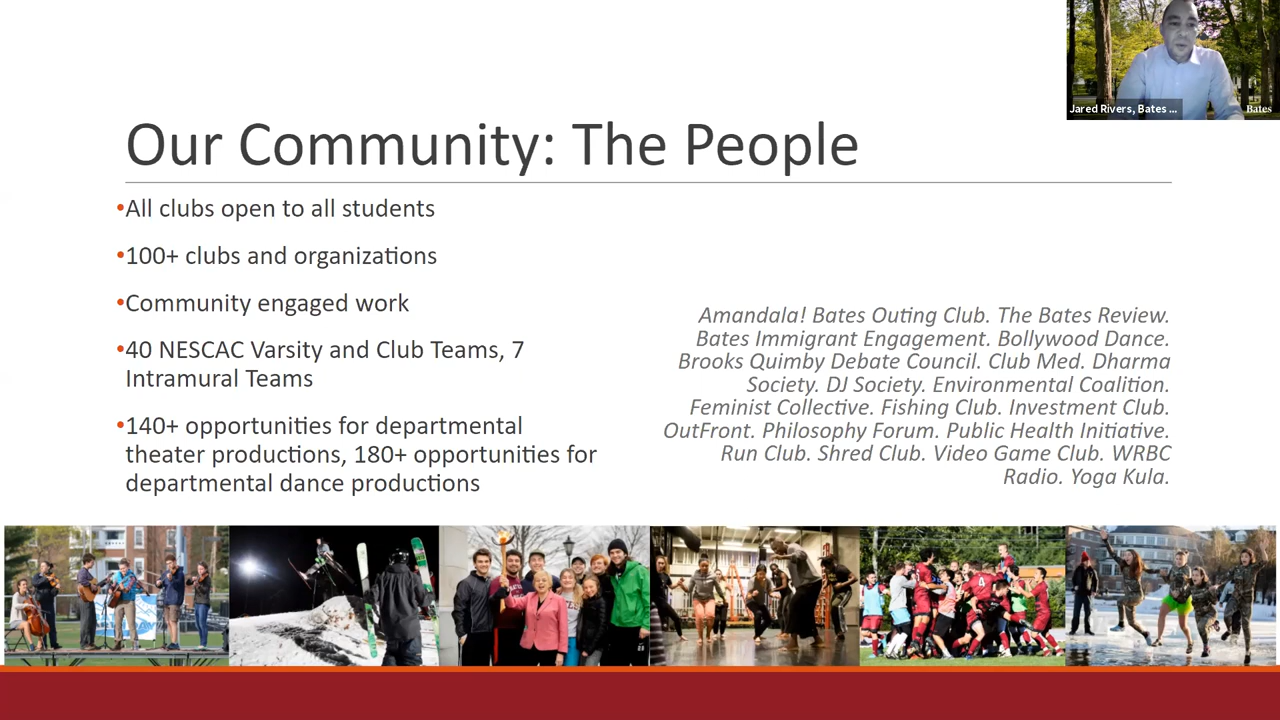 Jared Rivers, Bates ...
Bates
Our Community: The People
•All clubs open to all students
•100+ clubs and organizations
•Community engaged work
•40 NESCAC Varsity and Club Teams, 7
Intramural Teams
•140+ opportunities for departmental
theater productions, 180+ opportunities for
departmental dance productions
Amandala! Bates Outing Club. The Bates Review.
Bates Immigrant Engagement. Bollywood Dance.
Brooks Quimby Debate Council. Club Med. Dharma
Society. DJ Society. Environmental Coalition.
Feminist Collective. Fishing Club. Investment Club.
OutFront. Philosophy Forum. Public Health Initiative.
Run Club. Shred Club. Video Game Club. WRBC
Radio. Yoga Kula.